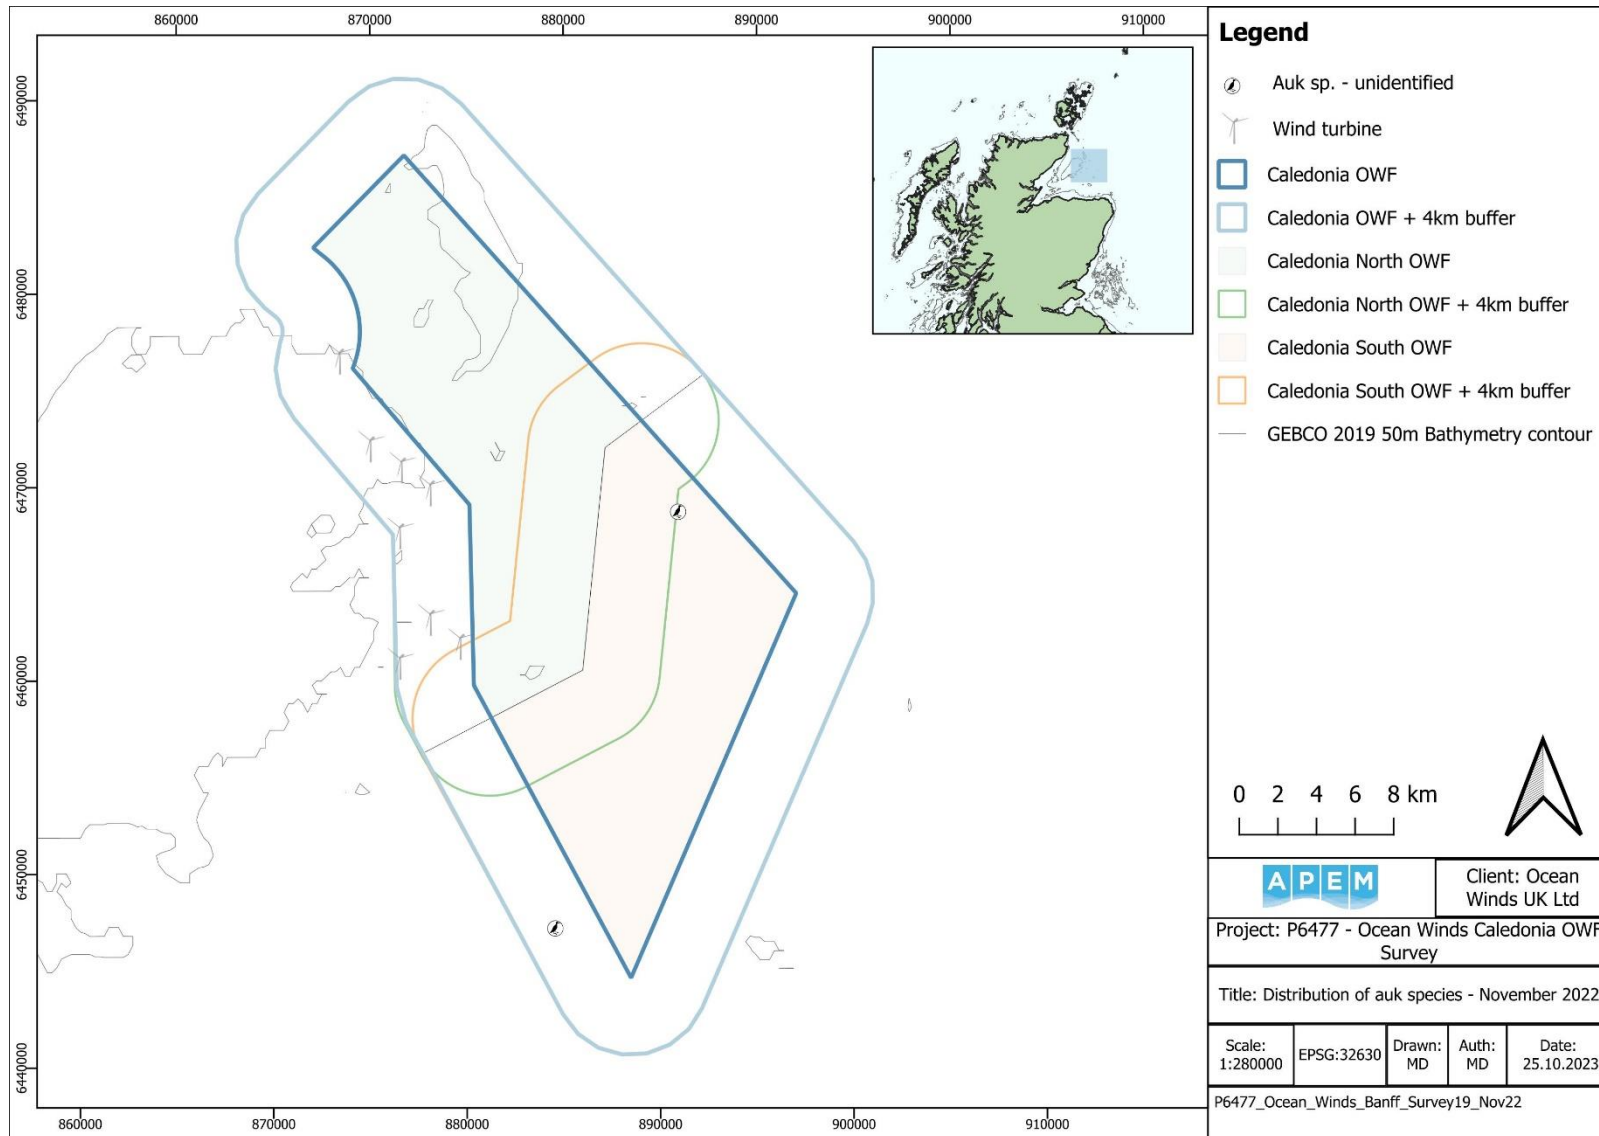 860000 870000 880000 890000 900000 910000
6490000
6480000
6470000
6460000
6450000
6440000
860000 870000 880000 890000 900000 910000
Legend
Auk sp. - unidentified
Wind turbine
Caledonia OWF
Caledonia OWF + 4km buffer
Caledonia North OWF
Caledonia North OWF + 4km buffer
Caledonia South OWF
Caledonia South OWF + 4km buffer
GEBCO 2019 50m Bathymetry contour
0 2 4 6 8 km
APEM
Client: Ocean
Winds UK Ltd
Project: P6477 - Ocean Winds Caledonia OWF
Survey
Title: Distribution of auk species - November 2022
Scale:
1:280000
EPSG:32630
Drawn:
MD
Auth:
MD
Date:
25.10.2023
P6477_Ocean_Winds_Banff_Survey19_Nov22